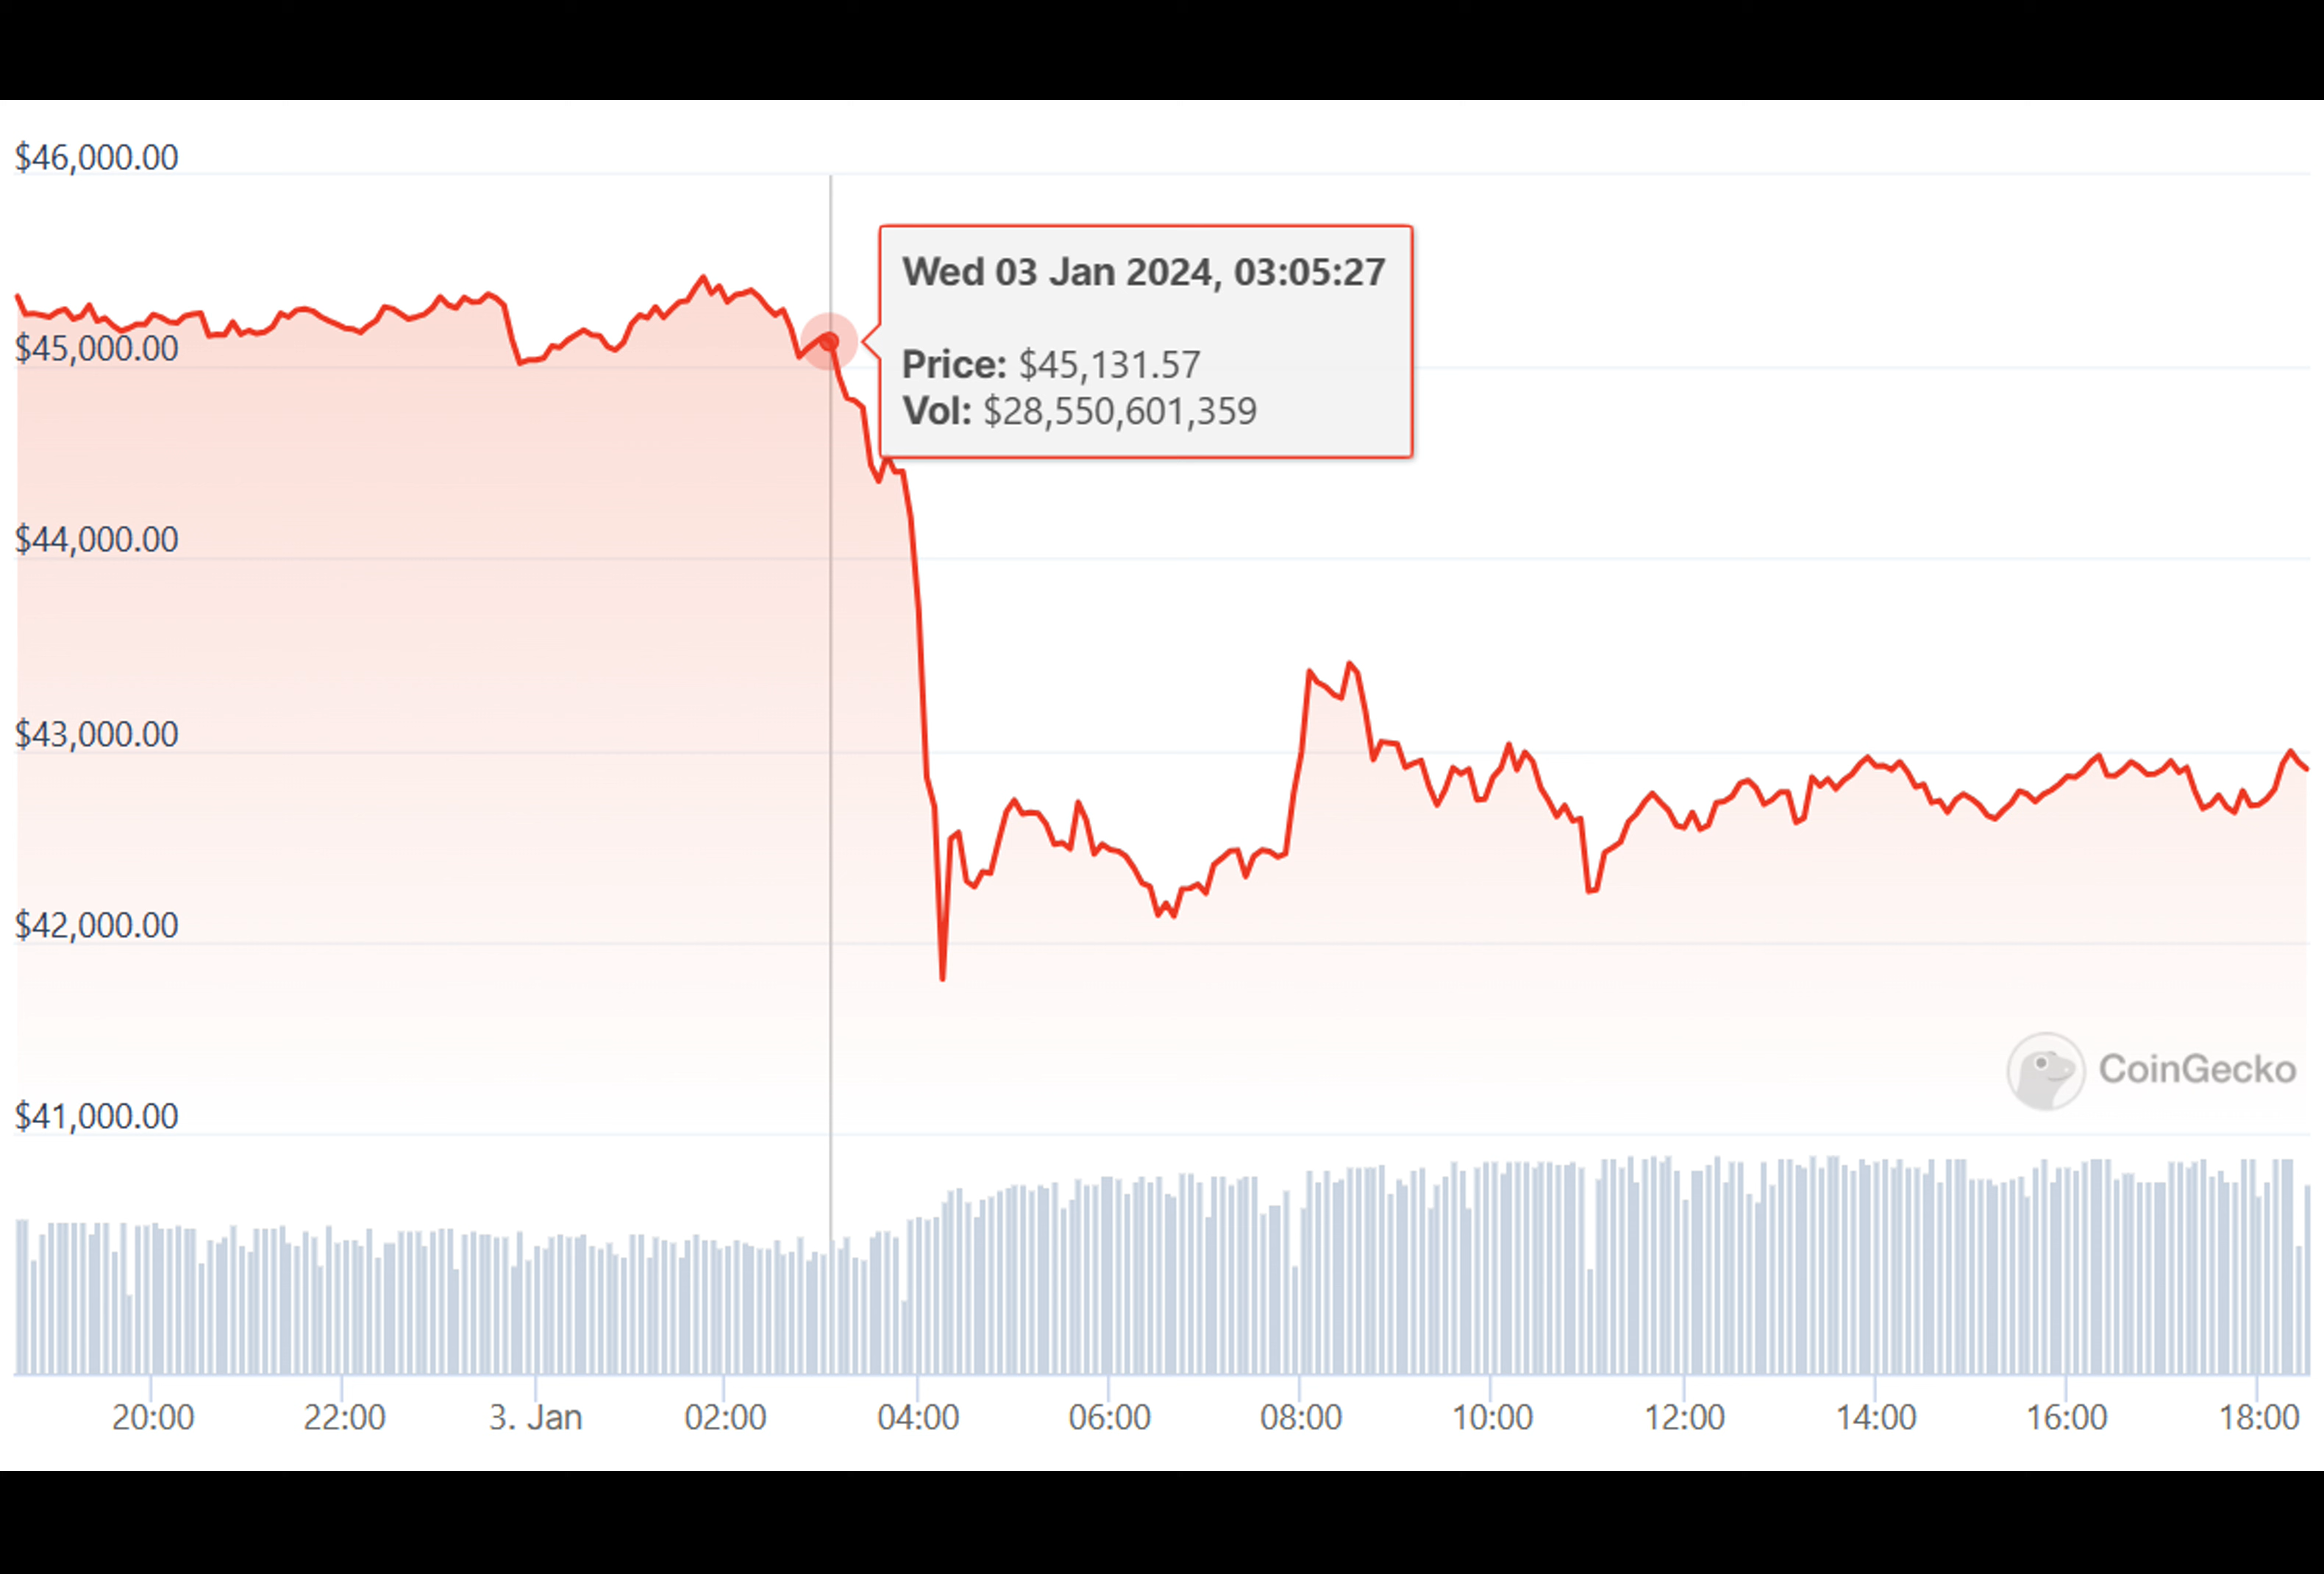 $46,000.00
Wed 03 Jan 2024, 03:05:27
$45,000.00
Price: $45,131.57
Vol: $28,550,601,359
$44,000.00
$43,000.00
$42,000.00
CoinGecko
$41,000.00
20:00 22:00 3. Jan 02:00 04:00 06:00 08:00 10:00 12:00 14:00 16:00 18:00